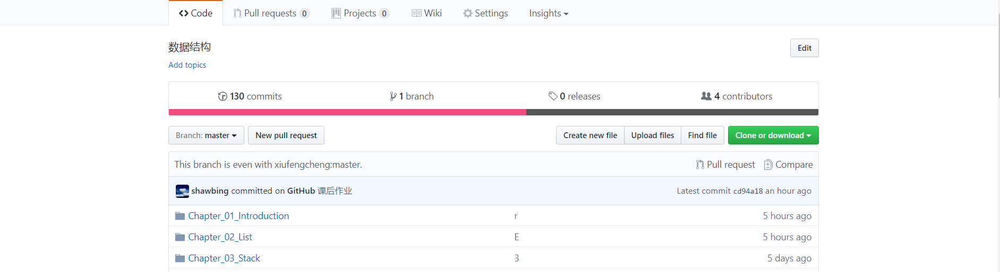 Code Pull requests 0 Projects 0 Wiki Settings Insights
数据结构 Edit
Add topics
130 commits 1 branch 0 releases 4 contributors
Branch: master New pull request Create new file Upload files Find file Clone or download
This branch is even with xiufengcheng:master. Pull request Compare
shawbing committed on GitHub 课后作业 Latest commit cd94a18 an hour ago
Chapter_01_Introduction r 5 hours ago
Chapter_02_List E 5 hours ago
Chapter_03_Stack 3 5 days ago